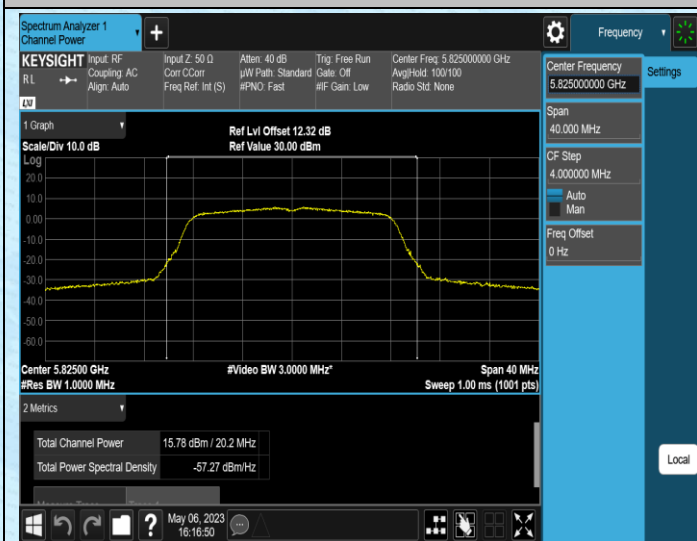 Spectrum Analyzer 1
Channel Power
Frequency
KEYSIGHT
RL
LXI
Input: RF
Coupling: AC
Align: Auto
Input Z: 50 Ω
Corr CCorr
Freq Ref: Int (S)
Atten: 40 dB
µW Path: Standard
#PNO: Fast
Trig: Free Run
Gate: Off
#IF Gain: Low
Center Freq: 5.825000000 GHz
Avg|Hold: 100/100
Radio Std: None
Center Frequency
5.825000000 GHz
Settings
Span
40.000 MHz
CF Step
4.000000 MHz
Auto
Man
Freq Offset
0 Hz
Local
1 Graph
Scale/Div 10.0 dB
Ref Lvl Offset 12.32 dB
Ref Value 30.00 dBm
Log
20.0
10.0
0.00
-10.0
-20.0
-30.0
-40.0
-50.0
-60.0
Center 5.82500 GHz
#Video BW 3.0000 MHz*
Span 40 MHz
#Res BW 1.0000 MHz
Sweep 1.00 ms (1001 pts)
2 Metrics
Total Channel Power 15.78 dBm / 20.2 MHz
Total Power Spectral Density -57.27 dBm/Hz
?
May 06, 2023
16:16:50